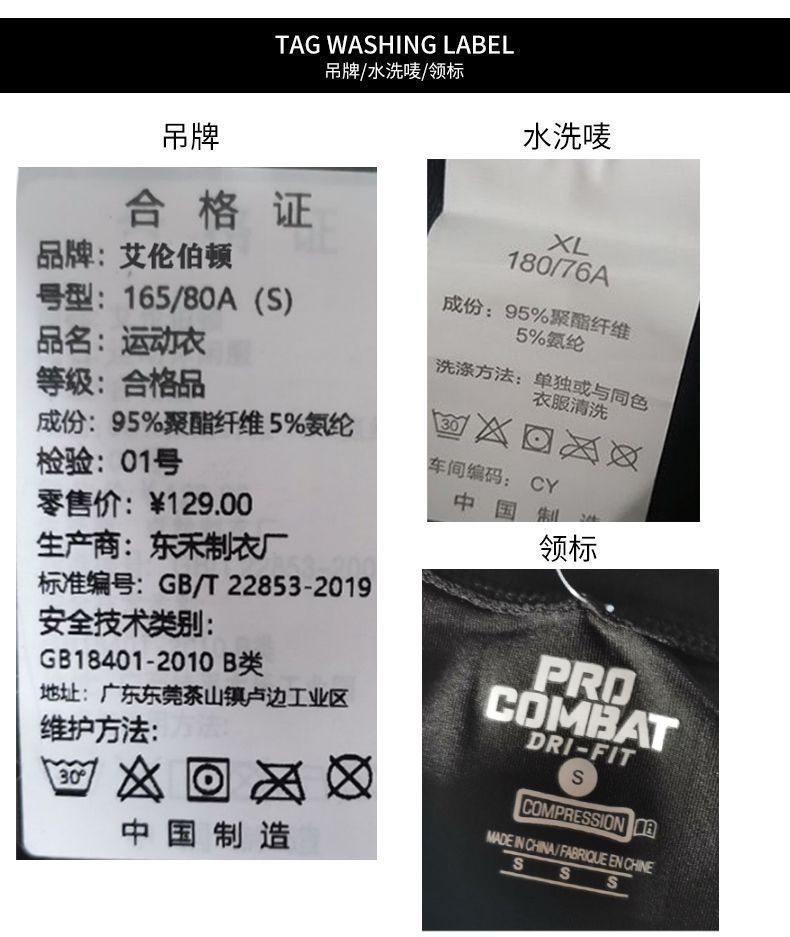 TAG WASHING LABEL
吊牌/水洗唛/领标
吊牌
合格证
品牌：艾伦伯顿
号型：165/80A（S）
品名：运动衣
等级：合格品
成份：95%聚酯纤维 5%氨纶
检验：01号
零售价：¥129.00
生产商：东禾制衣厂
标准编号：GB/T 22853-2019
安全技术类别：
GB18401-2010 B类
地址：广东东莞茶山镇卢边工业区
维护方法：
30°
中国制造
水洗唛
XL
180/76A
成份：95%聚酯纤维
5%氨纶
洗涤方法：单独或与同色
衣服清洗
30
车间编码：CY
中国制造
领标
PRO
COMBAT
DRI-FIT
S
COMPRESSION
MADE IN CHINA / FABRIQUE EN CHINE
S S S